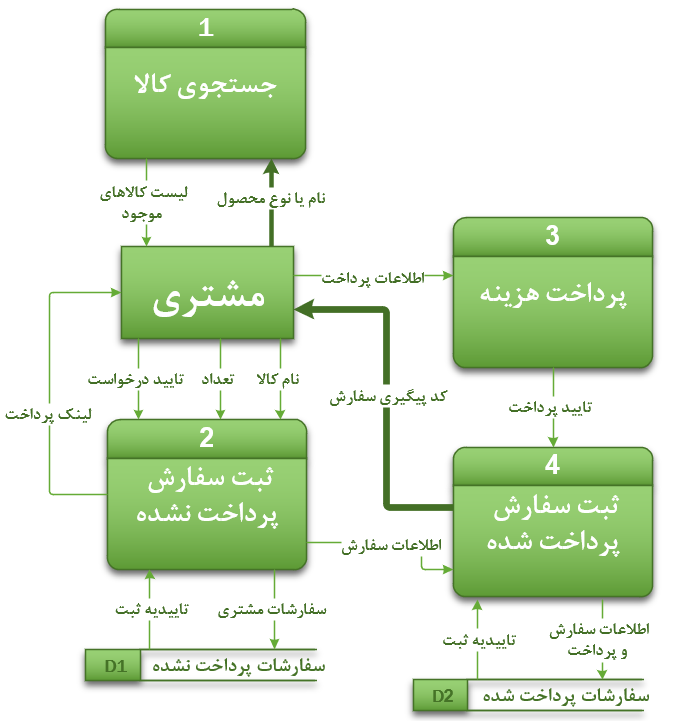 1
جستجوی کالا
لیست کالاهای
موجود
نام یا نوع محصول
3
پرداخت هزینه
مشتری
اطلاعات پرداخت
تایید درخواست
تعداد
نام کالا
کد پیگیری سفارش
لینک پرداخت
تایید پرداخت
2
ثبت سفارش
پرداخت نشده
4
ثبت سفارش
پرداخت شده
اطلاعات سفارش
تاییدیه ثبت
سفارشات مشتری
تاییدیه ثبت
اطلاعات سفارش
و پرداخت
D1
سفارشات پرداخت نشده
D2
سفارشات پرداخت شده